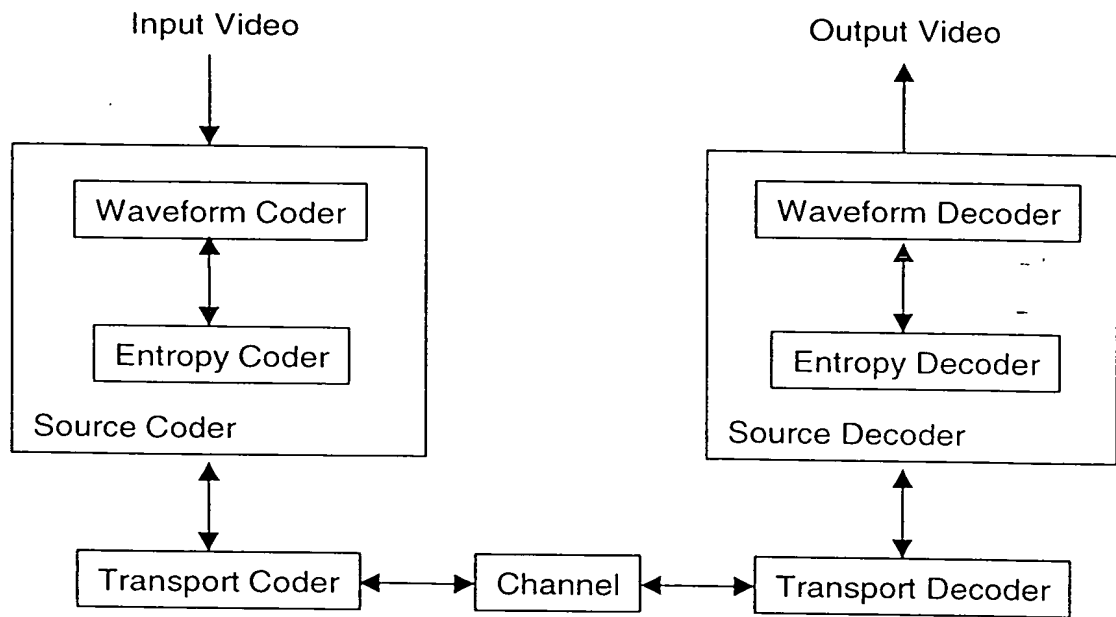 Input Video
Output Video
Waveform Coder
Waveform Decoder
Entropy Coder
Entropy Decoder
Source Coder
Source Decoder
Transport Coder
Channel
Transport Decoder